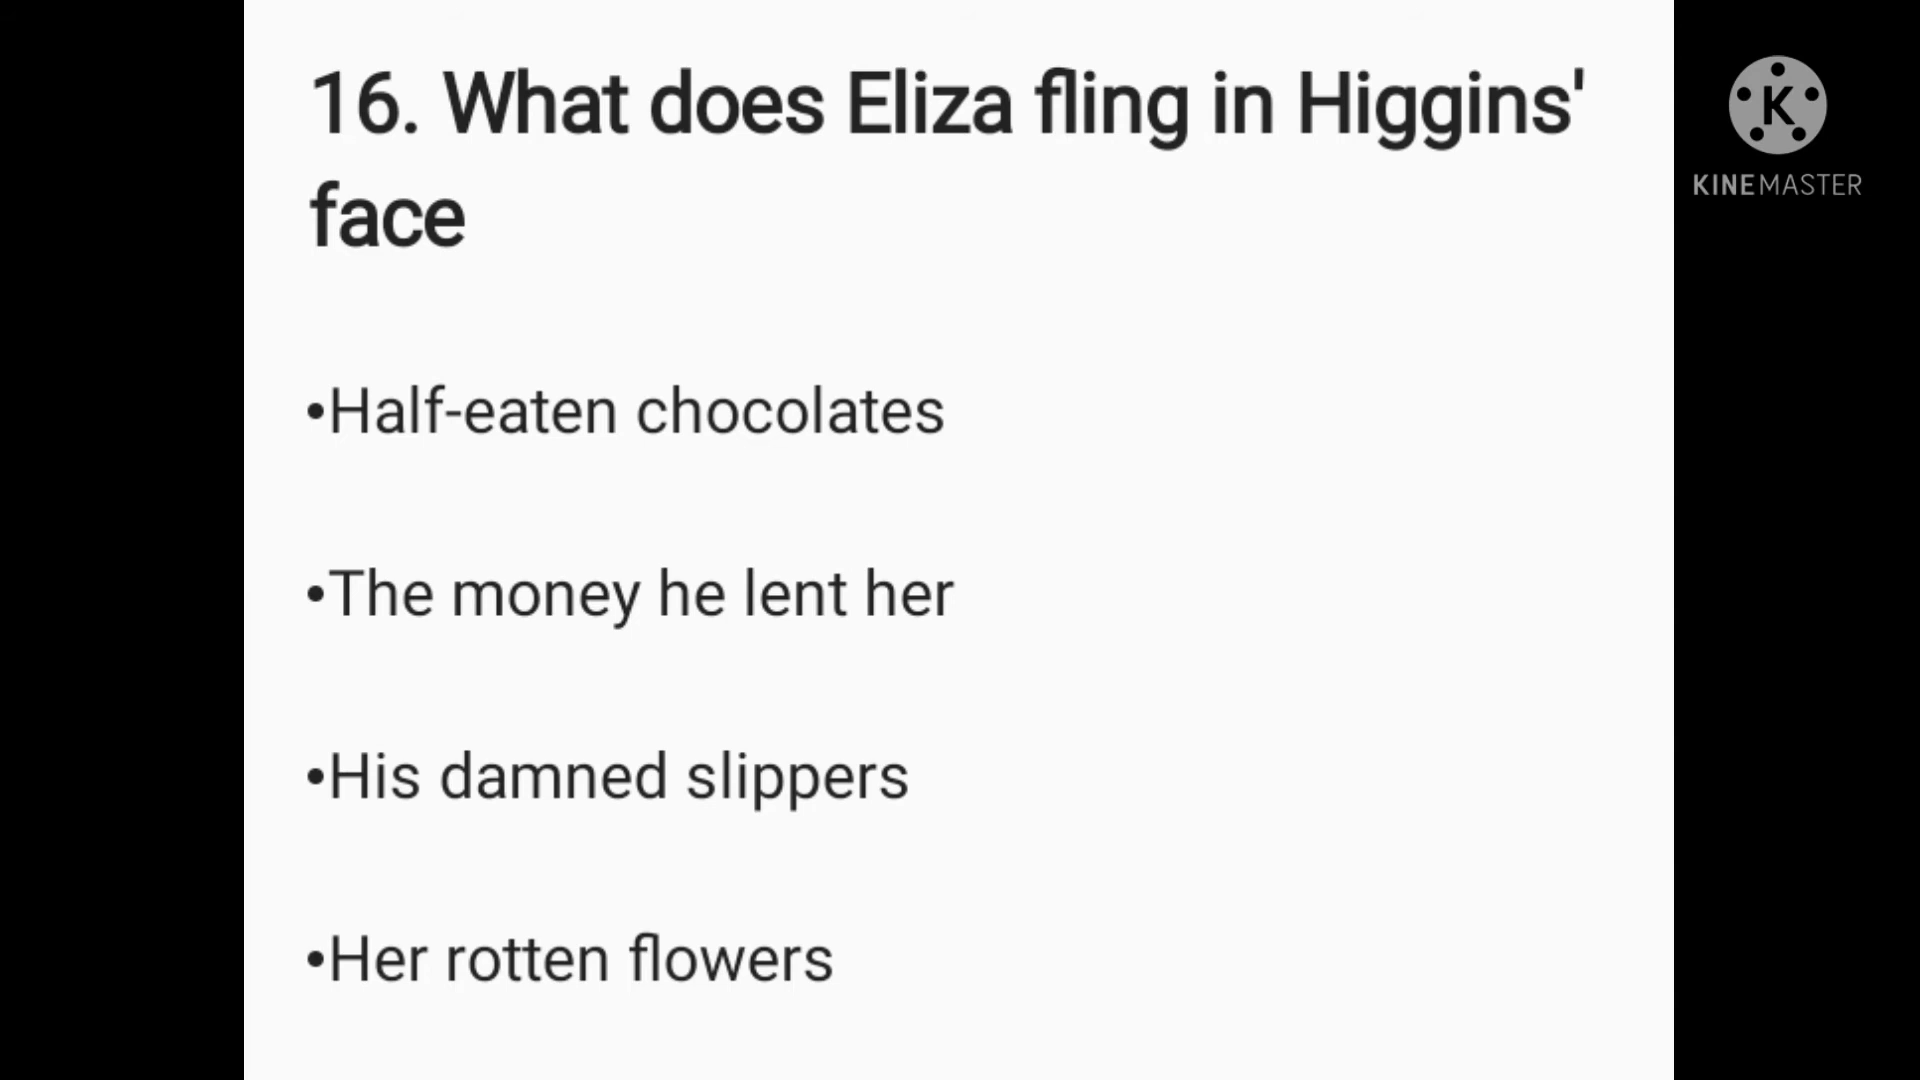 16. What does Eliza fling in Higgins'
face
•Half-eaten chocolates
•The money he lent her
•His damned slippers
•Her rotten flowers
K
KINEMASTER